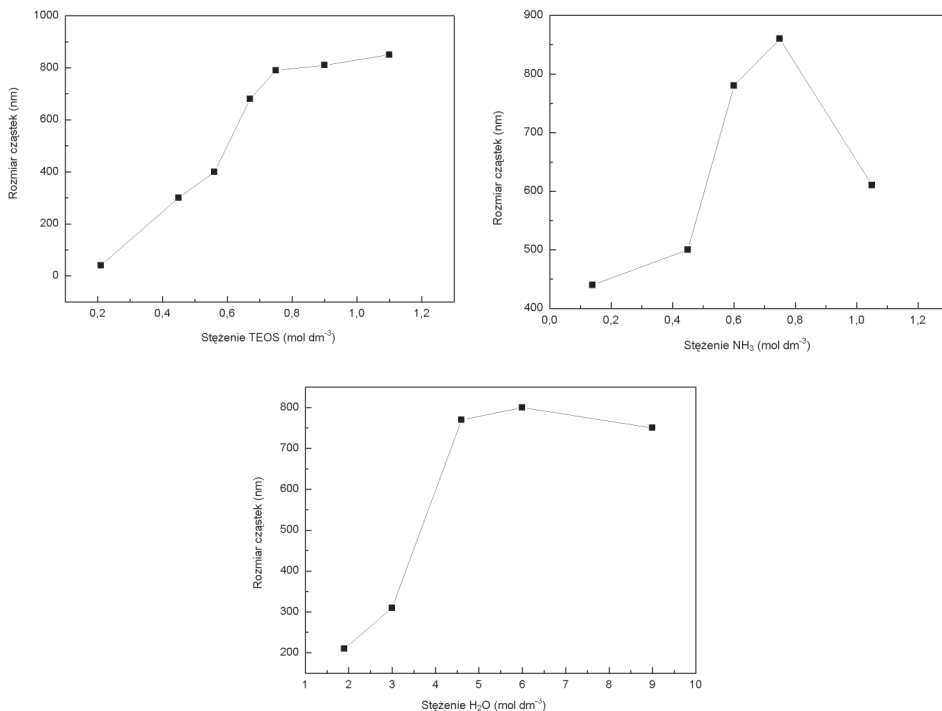 1000
800
600
400
200
0
Rozmiar cząstek (nm)
0,2 0,4 0,6 0,8 1,0 1,2
Stężenie TEOS (mol dm⁻³)
900
800
700
600
500
400
Rozmiar cząstek (nm)
0,0 0,2 0,4 0,6 0,8 1,0 1,2
Stężenie NH₃ (mol dm⁻³)
800
700
600
500
400
300
200
Rozmiar cząstek (nm)
1 2 3 4 5 6 7 8 9 10
Stężenie H₂O (mol dm⁻³)